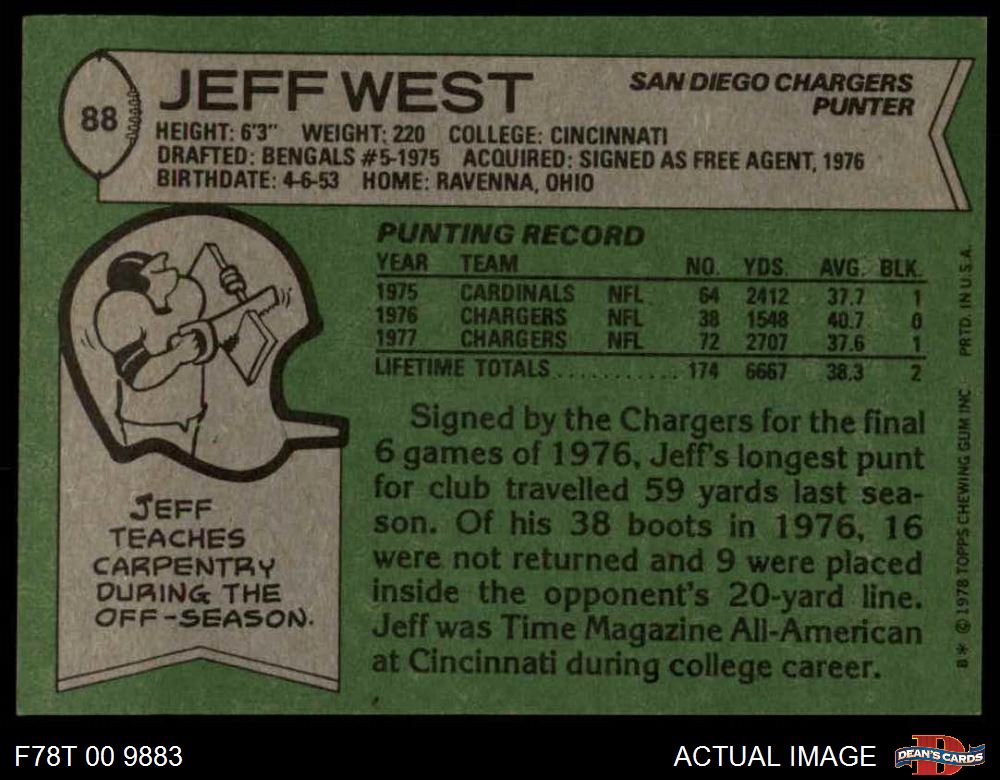 88
JEFF WEST
SAN DIEGO CHARGERS
PUNTER
HEIGHT: 6'3" WEIGHT: 220 COLLEGE: CINCINNATI
DRAFTED: BENGALS #5-1975 ACQUIRED: SIGNED AS FREE AGENT, 1976
BIRTHDATE: 4-6-53 HOME: RAVENNA, OHIO
PUNTING RECORD
YEAR TEAM NO. YDS. AVG. BLK.
1975 CARDINALS NFL 64 2412 37.7 1
1976 CHARGERS NFL 38 1548 40.7 0
1977 CHARGERS NFL 72 2707 37.6 1
LIFETIME TOTALS........... 174 6667 38.3 2
Signed by the Chargers for the final
6 games of 1976, Jeff's longest punt
for club travelled 59 yards last sea-
son. Of his 38 boots in 1976, 16
were not returned and 9 were placed
inside the opponent's 20-yard line.
Jeff was Time Magazine All-American
at Cincinnati during college career.
JEFF
TEACHES
CARPENTRY
DURING THE
OFF-SEASON.
B* © 1978 TOPPS CHEWING GUM INC. PRTD. IN U.S.A.
F78T 00 9883
ACTUAL IMAGE
D
DEAN'S CARDS